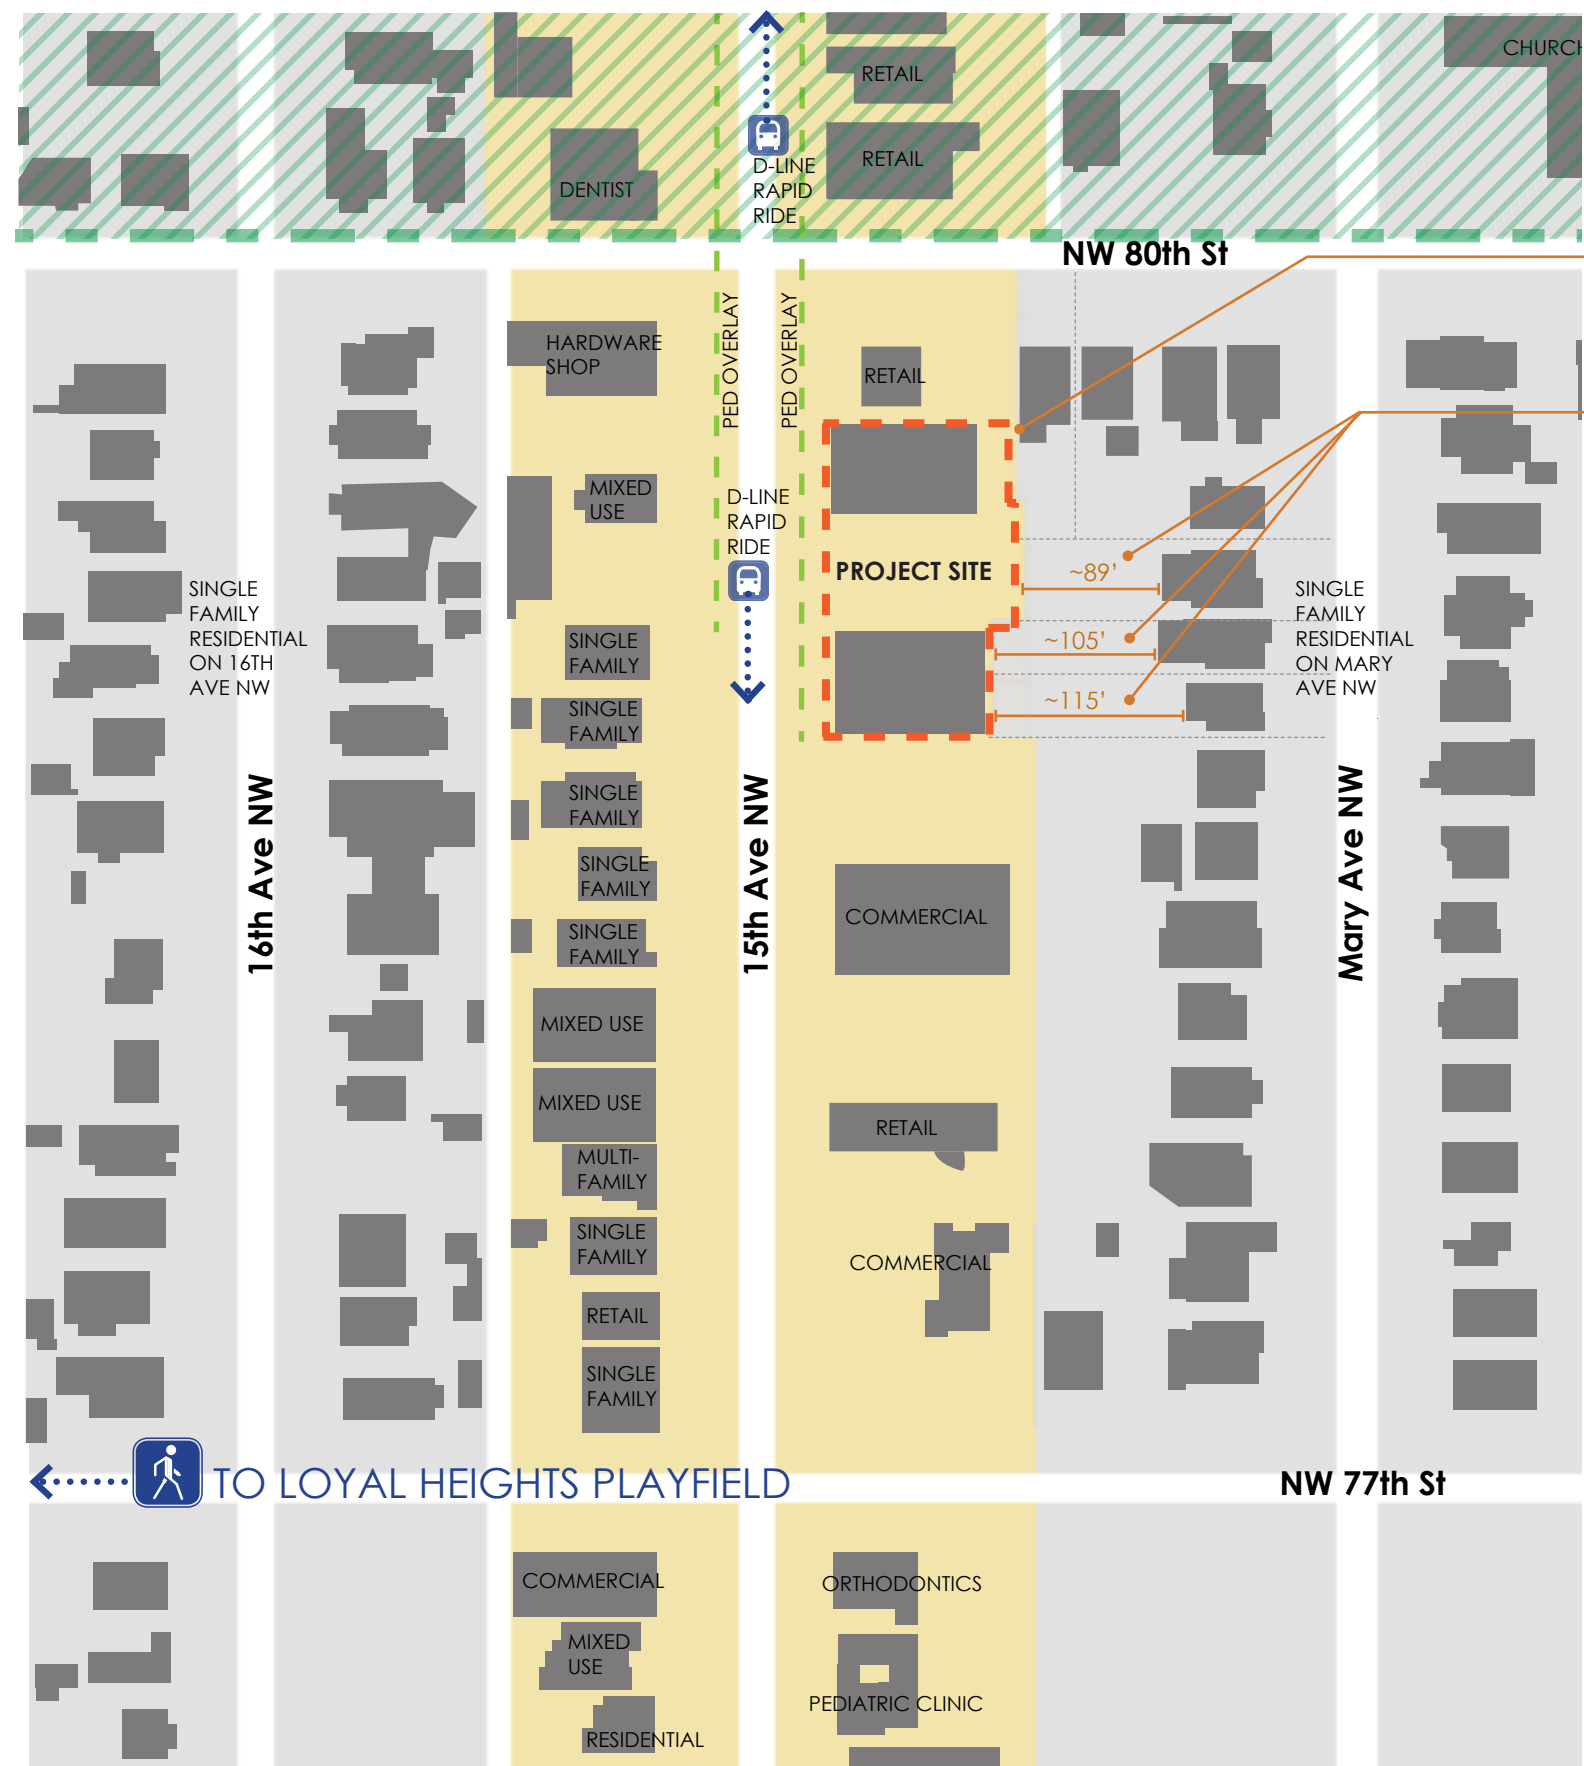 CHURCH
RETAIL
RETAIL
DENTIST
D-LINE
RAPID
RIDE
NW 80th St
PED OVERLAY
PED OVERLAY
HARDWARE
SHOP
RETAIL
MIXED
USE
D-LINE
RAPID
RIDE
PROJECT SITE
~89'
~105'
~115'
SINGLE
FAMILY
RESIDENTIAL
ON 16TH
AVE NW
SINGLE
FAMILY
RESIDENTIAL
ON MARY
AVE NW
SINGLE
FAMILY
SINGLE
FAMILY
SINGLE
FAMILY
SINGLE
FAMILY
SINGLE
FAMILY
16th Ave NW
15th Ave NW
Mary Ave NW
COMMERCIAL
MIXED USE
MIXED USE
RETAIL
MULTI-
FAMILY
SINGLE
FAMILY
COMMERCIAL
RETAIL
SINGLE
FAMILY
TO LOYAL HEIGHTS PLAYFIELD
NW 77th St
COMMERCIAL
ORTHODONTICS
MIXED
USE
PEDIATRIC CLINIC
RESIDENTIAL